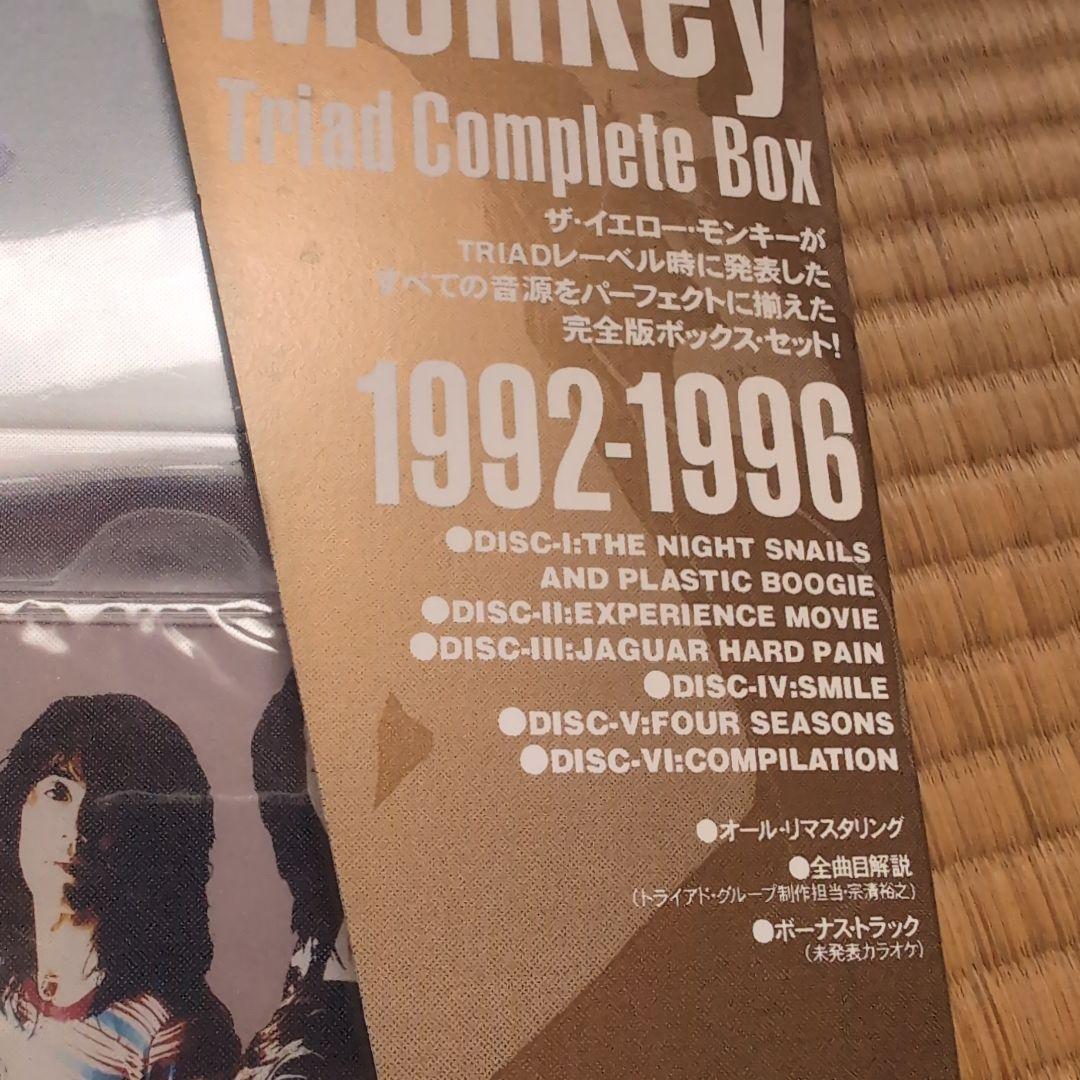 Monkey
Triad Complete Box
ザ・イエロー・モンキーが
TRIADレーベル時に発表した
すべての音源をパーフェクトに揃えた
完全版ボックス・セット!
1992-1996
●DISC-I:THE NIGHT SNAILS
AND PLASTIC BOOGIE
●DISC-II:EXPERIENCE MOVIE
●DISC-III:JAGUAR HARD PAIN
●DISC-IV:SMILE
●DISC-V:FOUR SEASONS
●DISC-VI:COMPILATION
●オール・リマスタリング
●全曲目解説
(トライアド・グループ制作担当・宗清裕之)
●ボーナス・トラック
(未発表カラオケ)